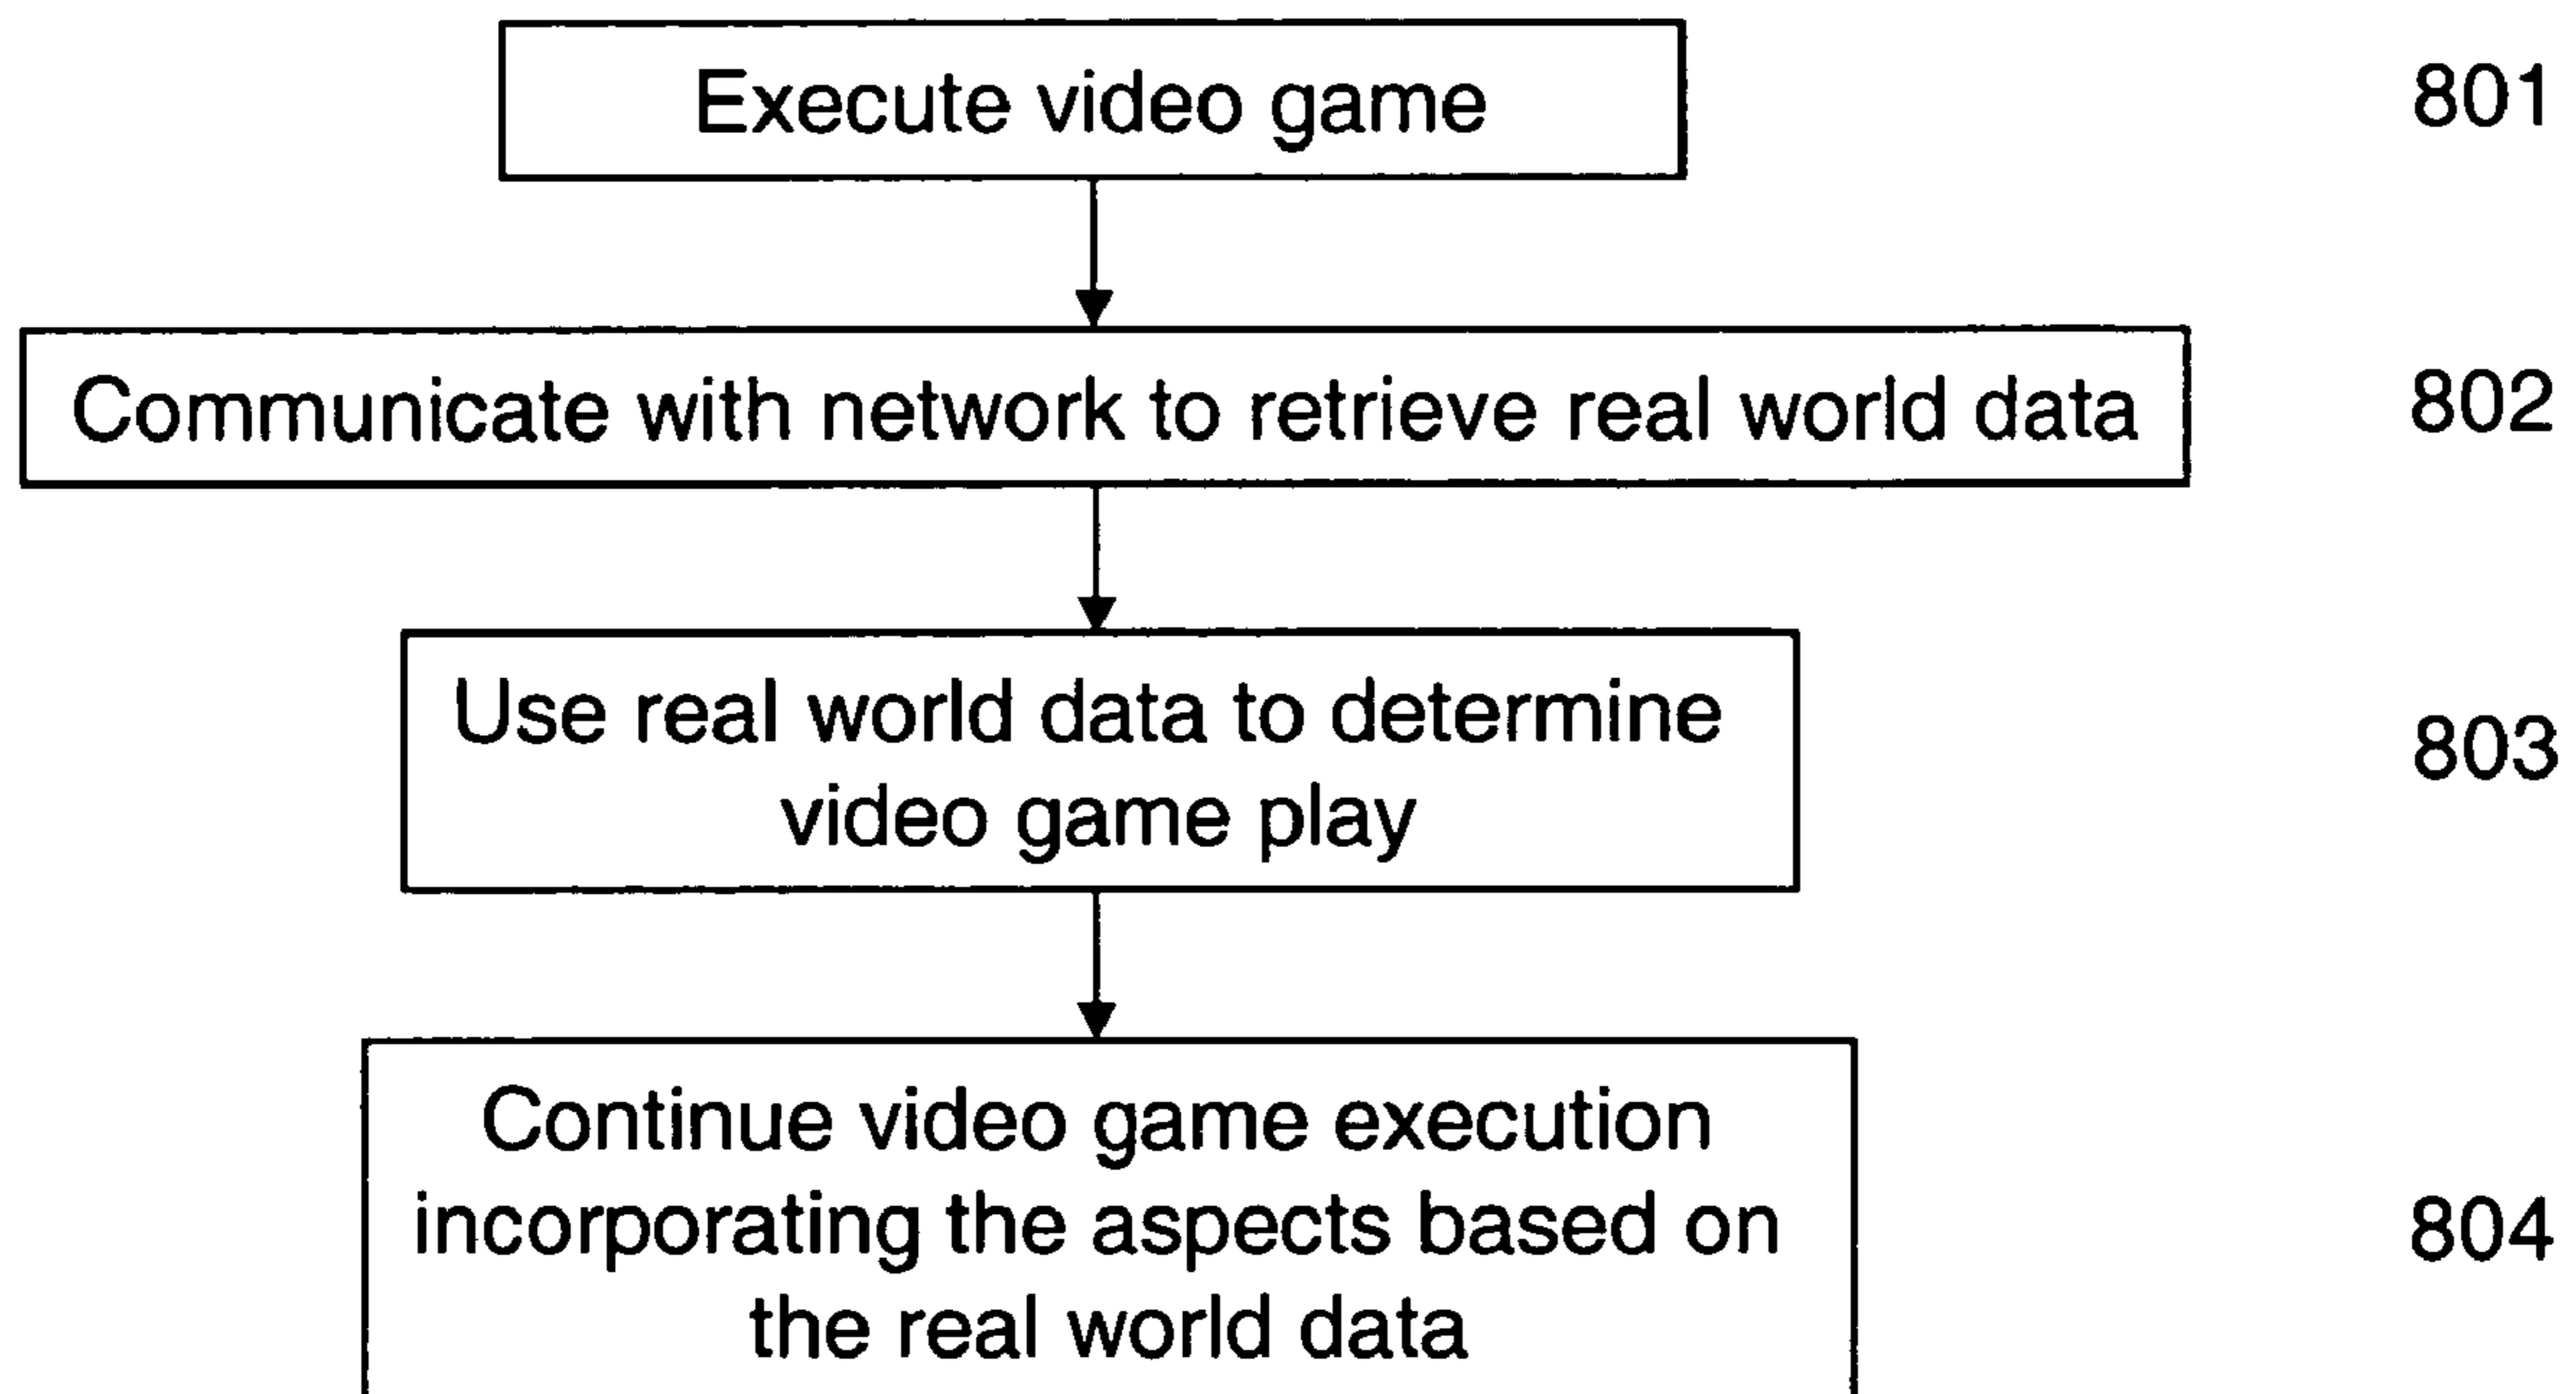 Execute video game
801
Communicate with network to retrieve real world data
802
Use real world data to determine
video game play
803
Continue video game execution
incorporating the aspects based on
the real world data
804